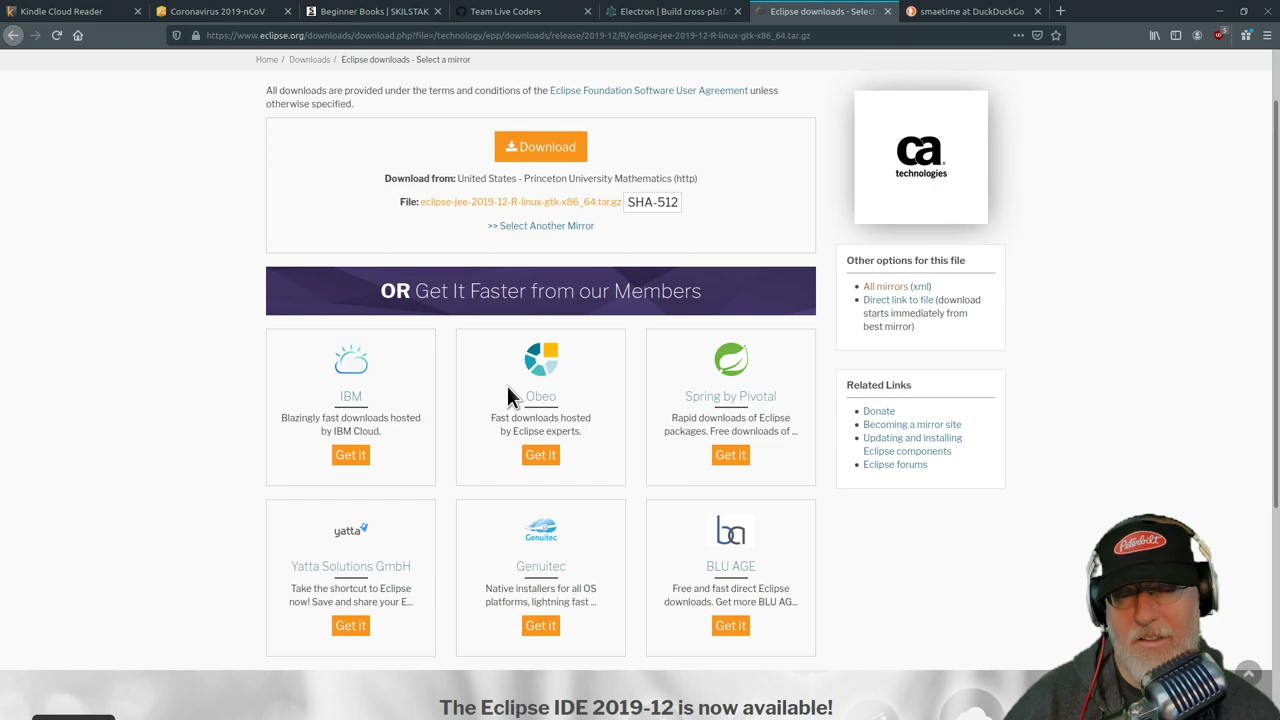 Kindle Cloud Reader
Coronavirus 2019-nCoV
Beginner Books | SKILSTAK
Team Live Coders
Electron | Build cross-platf
Eclipse downloads - Select
smaetime at DuckDuckGo
https://www.eclipse.org/downloads/download.php?file=/technology/epp/downloads/release/2019-12/R/eclipse-jee-2019-12-R-linux-gtk-x86_64.tar.gz
5
Home / Downloads / Eclipse downloads - Select a mirror
All downloads are provided under the terms and conditions of the Eclipse Foundation Software User Agreement unless
otherwise specified.
Download
Download from: United States - Princeton University Mathematics (http)
File: eclipse-jee-2019-12-R-linux-gtk-x86_64.tar.gz SHA-512
>> Select Another Mirror
OR Get It Faster from our Members
IBM
Blazingly fast downloads hosted
by IBM Cloud.
Get it
Obeo
Fast downloads hosted
by Eclipse experts.
Get it
Spring by Pivotal
Rapid downloads of Eclipse
packages. Free downloads of ...
Get it
yatta
Yatta Solutions GmbH
Take the shortcut to Eclipse
now! Save and share your E...
Get it
Genuitec
Genuitec
Native installers for all OS
platforms, lightning fast ...
Get it
ba
BLU AGE
Free and fast direct Eclipse
downloads. Get more BLU AG...
Get it
ca
technologies
Other options for this file
All mirrors (xml)
Direct link to file (download
starts immediately from
best mirror)
Related Links
Donate
Becoming a mirror site
Updating and installing
Eclipse components
Eclipse forums
Peterbilt
The Eclipse IDE 2019-12 is now available!